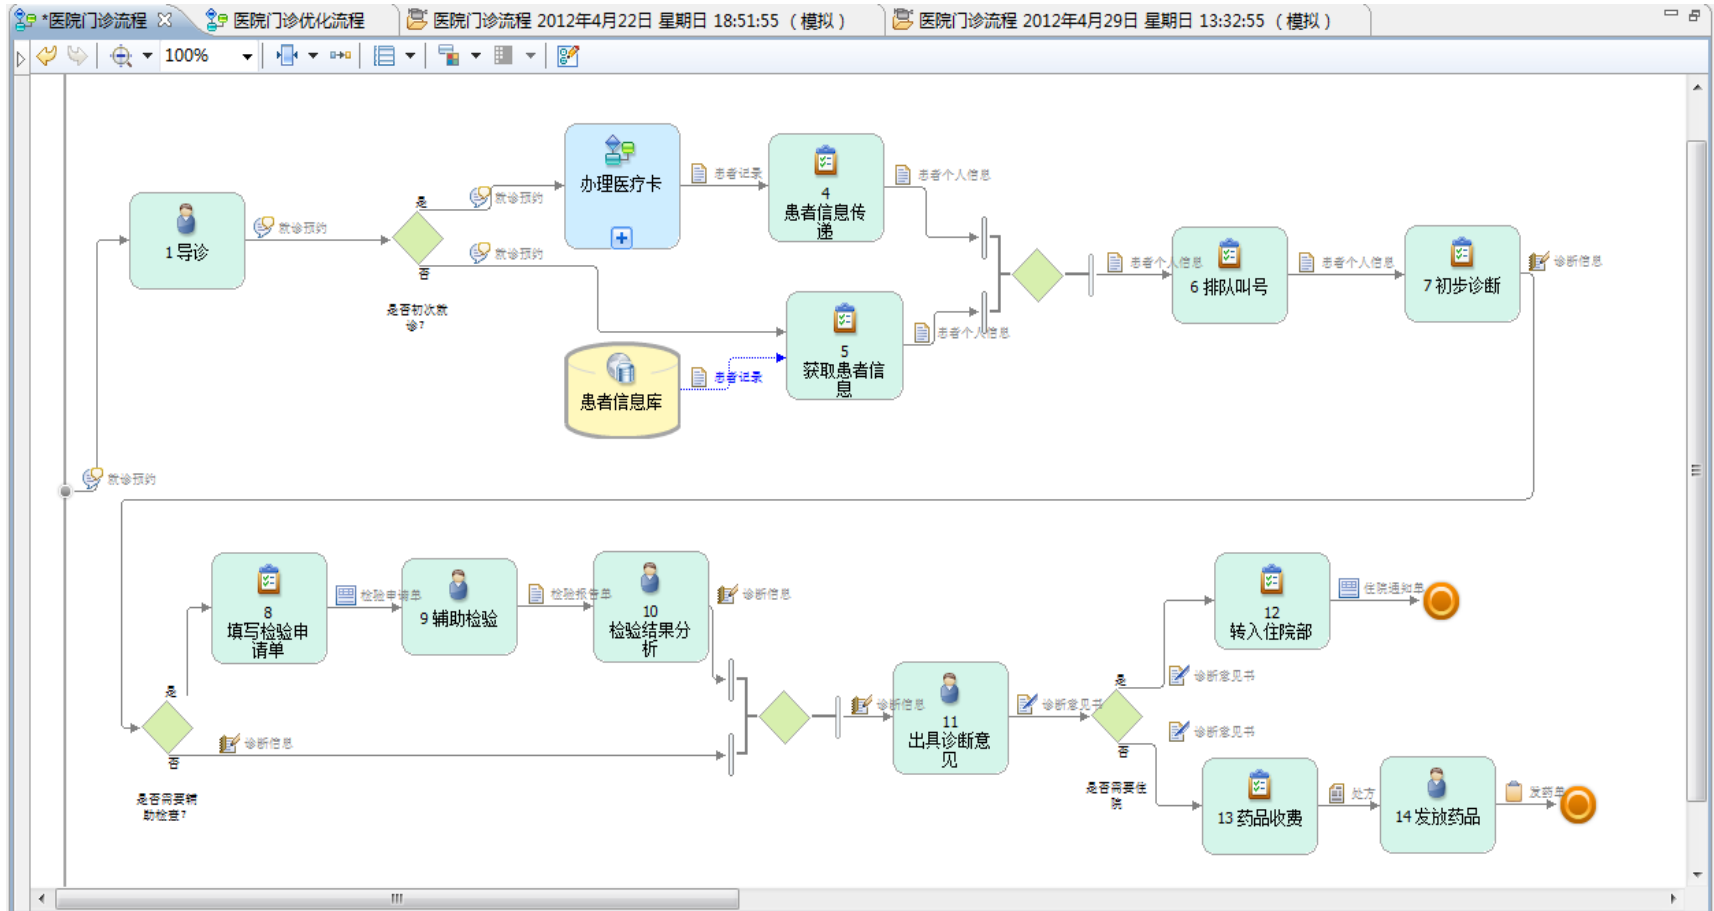 *医院门诊流程
医院门诊优化流程
医院门诊流程 2012年4月22日 星期日 18:51:55 （模拟）
医院门诊流程 2012年4月29日 星期日 13:32:55 （模拟）
100%
办理医疗卡
患者记录
4
患者信息传
递
患者个人信息
是
就诊预约
1 导诊
就诊预约
否
就诊预约
是否初次就
诊?
5
获取患者信
息
患者个人信息
患者信息库
患者记录
患者个人信息
6 排队叫号
患者个人信息
7 初步诊断
诊断信息
就诊预约
8
填写检验申
请单
检验申请单
9 辅助检验
检验报告单
10
检验结果分
析
诊断信息
是
否
诊断信息
是否需要辅
助检查?
诊断信息
11
出具诊断意
见
诊断意见书
是
诊断意见书
12
转入住院部
住院通知单
否
诊断意见书
是否需要住
院
13 药品收费
处方
14 发放药品
发药单